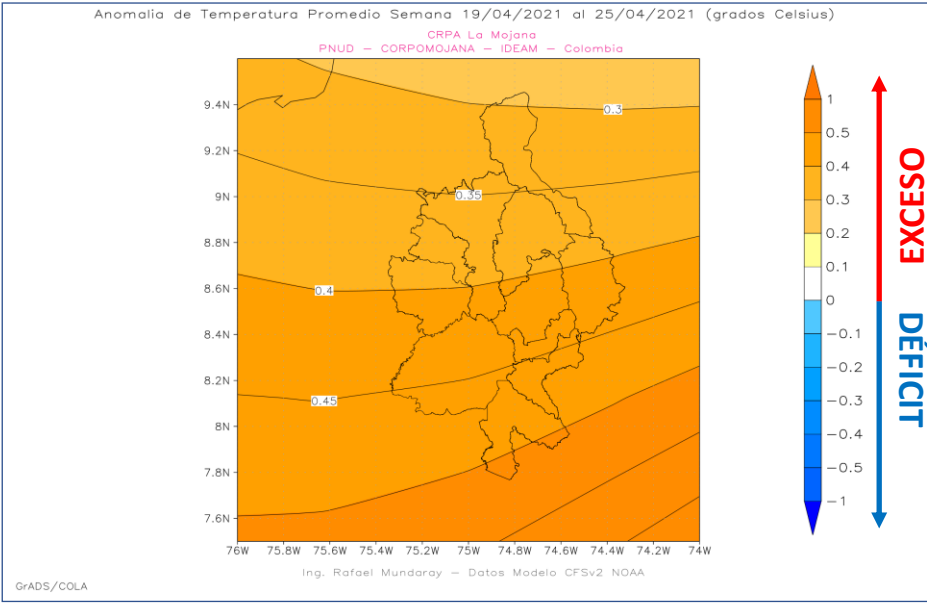 Anomalia de Temperatura Promedio Semana 19/04/2021 al 25/04/2021 (grados Celsius)
CRPA La Mojana
PNUD – CORPOMOJANA – IDEAM – Colombia
9.4N
9.2N
9N
8.8N
8.6N
8.4N
8.2N
8N
7.8N
7.6N
0.3
0.35
0.4
0.45
76W 75.8W 75.6W 75.4W 75.2W 75W 74.8W 74.6W 74.4W 74.2W 74W
1
0.5
0.4
0.3
0.2
0.1
0
−0.1
−0.2
−0.3
−0.4
−0.5
−1
EXCESO
DÉFICIT
Ing. Rafael Mundaray – Datos Modelo CFSv2 NOAA
GrADS/COLA